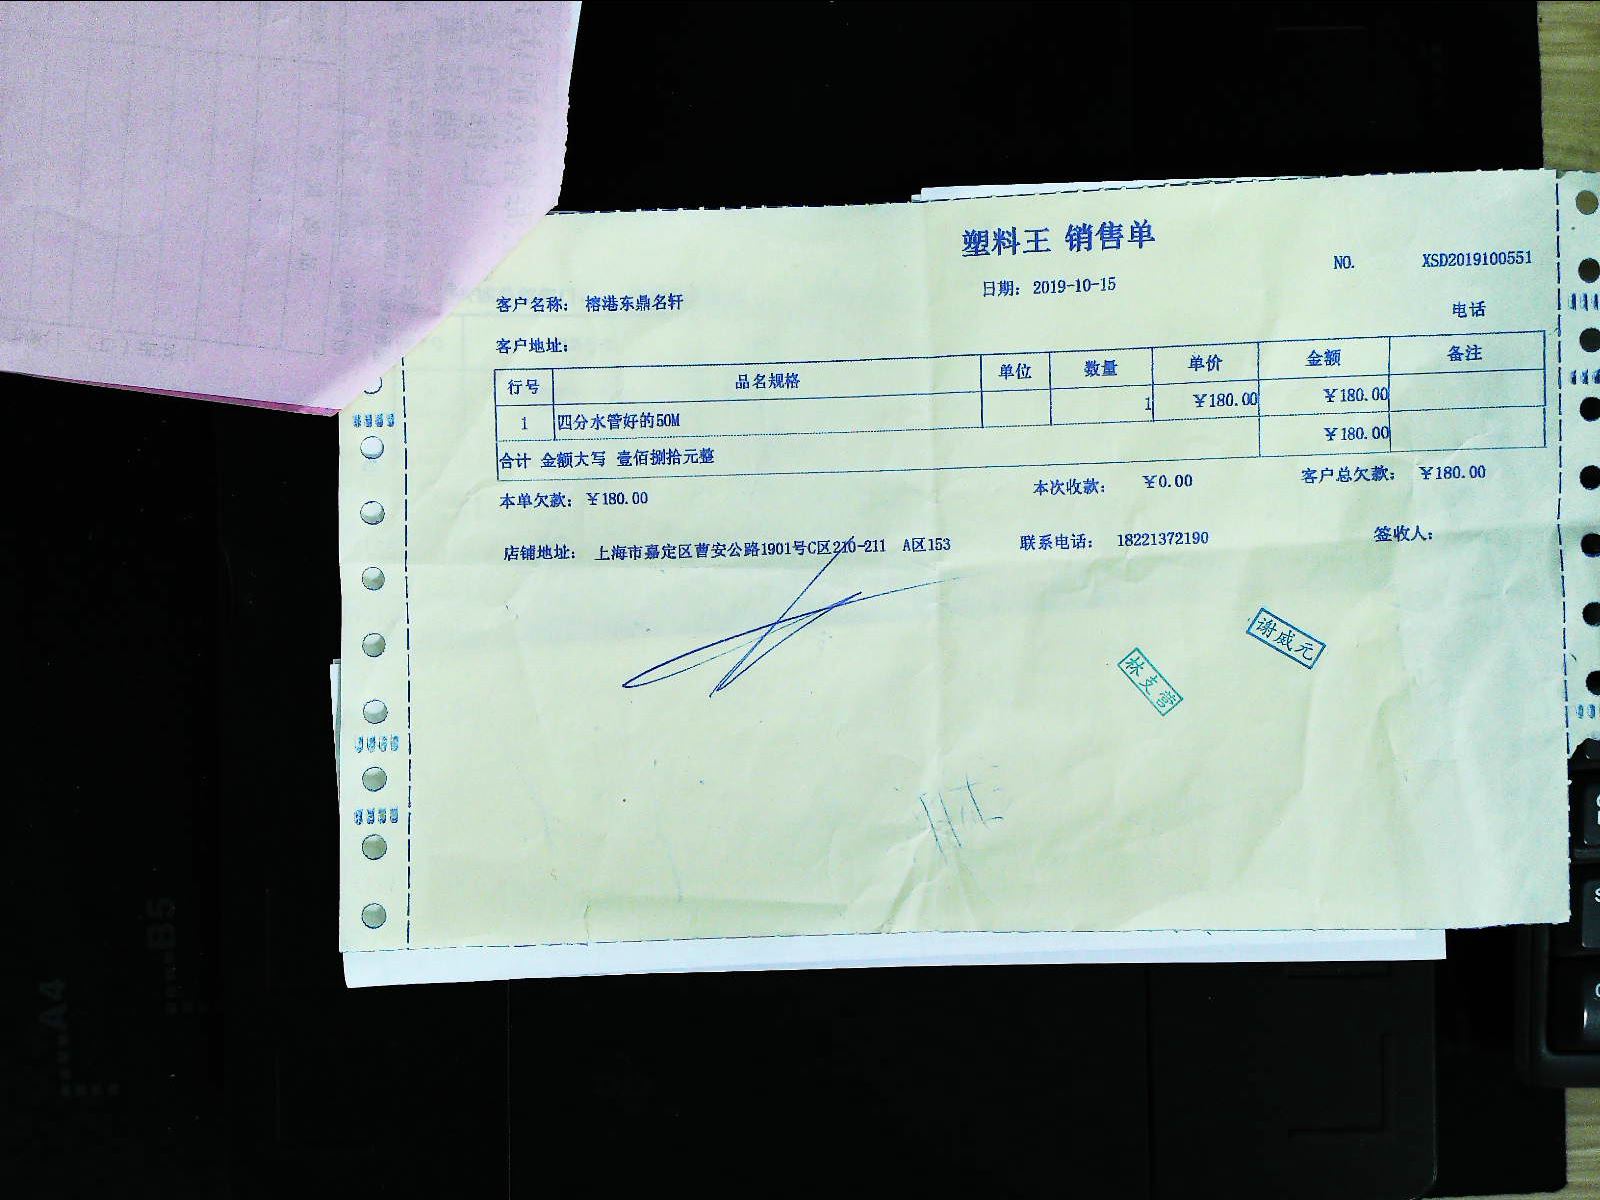 塑料王 销售单
NO. XSD2019100551
日期: 2019-10-15
客户名称: 榕港东鼎名轩
电话
客户地址:
行号 品名规格 单位 数量 单价 金额 备注
1 四分水管好的50M 1 ¥180.00 ¥180.00
合计 金额大写 壹佰捌拾元整 ¥180.00
本单欠款: ¥180.00 本次收款: ¥0.00 客户总欠款: ¥180.00
店铺地址: 上海市嘉定区曹安公路1901号C区210-211 A区153 联系电话: 18221372190 签收人:
谢威元
林支营
B5
A4